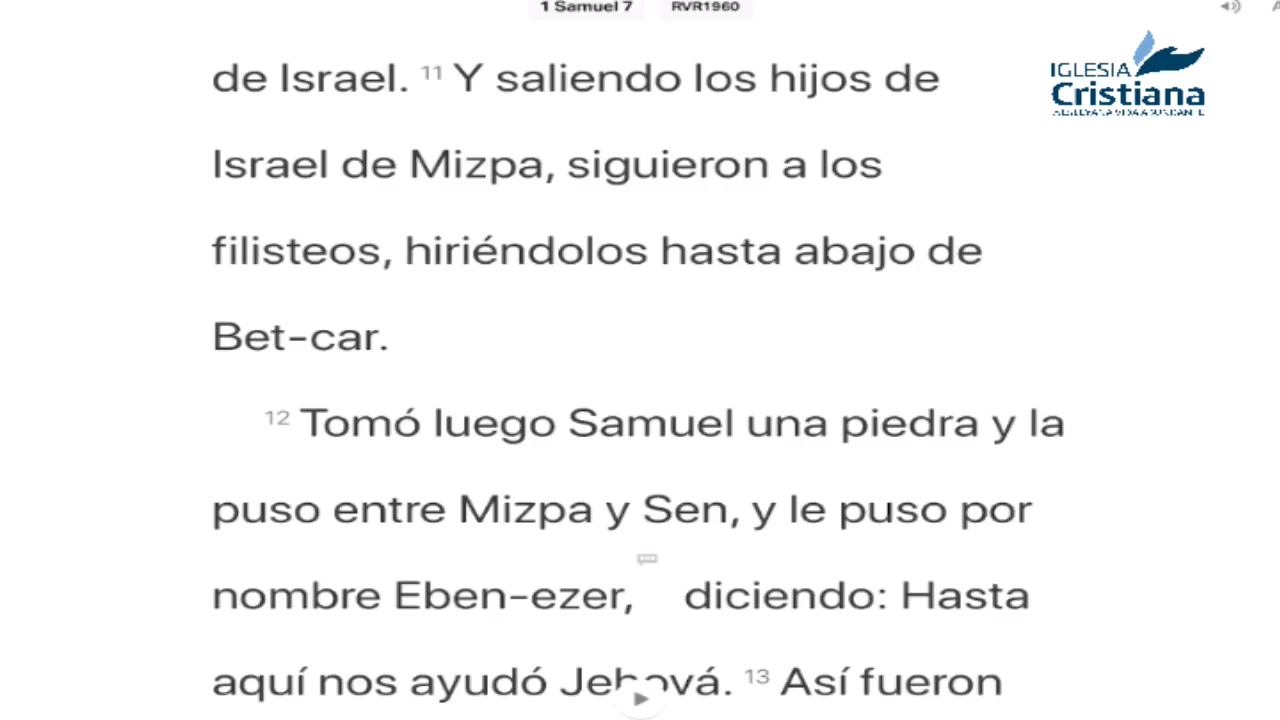 1 Samuel 7 RVR1960
IGLESIA
Cristiana
de Israel. 11 Y saliendo los hijos de
Israel de Mizpa, siguieron a los
filisteos, hiriéndolos hasta abajo de
Bet-car.
12 Tomó luego Samuel una piedra y la
puso entre Mizpa y Sen, y le puso por
nombre Eben-ezer, diciendo: Hasta
aquí nos ayudó Jehová. 13 Así fueron